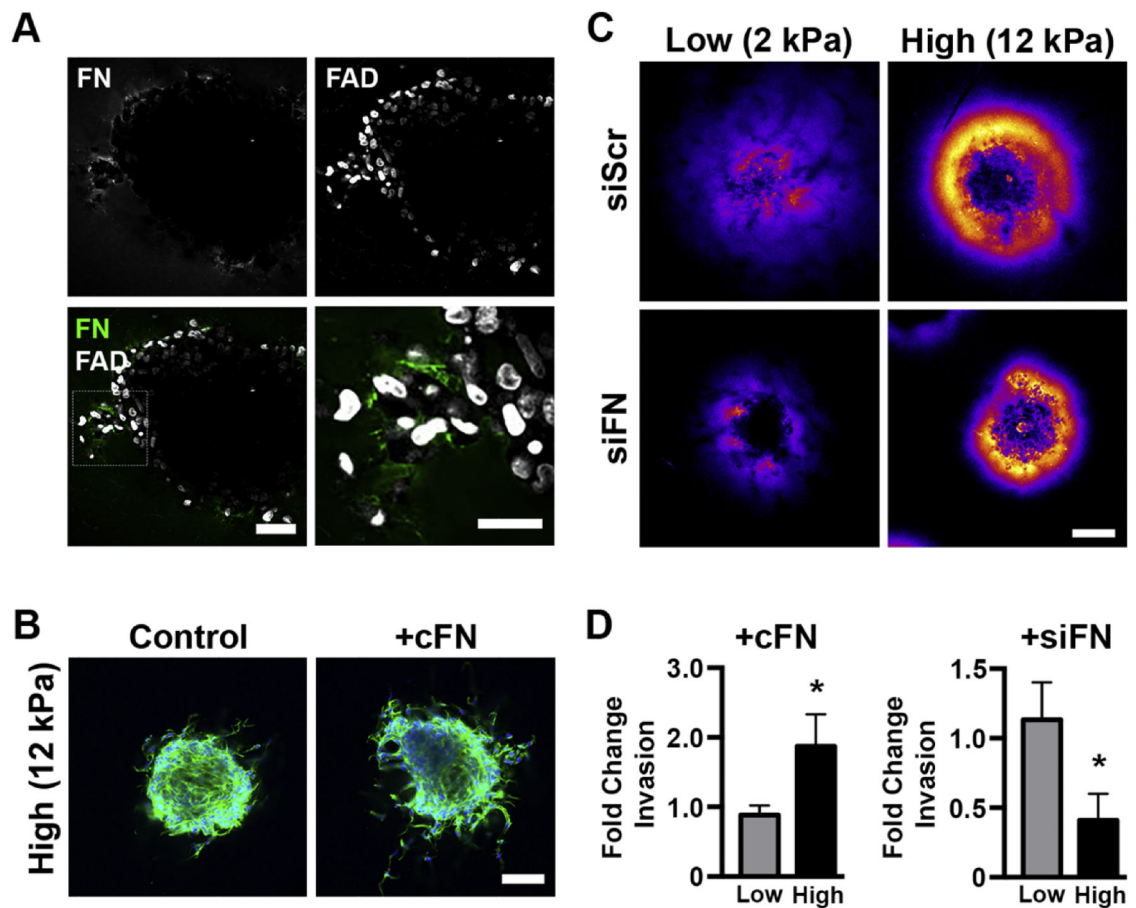 A
FN
FAD
FN
FAD
B
Control
+cFN
High (12 kPa)
C
Low (2 kPa)
High (12 kPa)
siScr
siFN
D
+cFN
Fold Change
Invasion
3.0
2.0
1.0
0
*
Low
High
+siFN
Fold Change
Invasion
1.5
1.0
0.5
0
*
Low
High